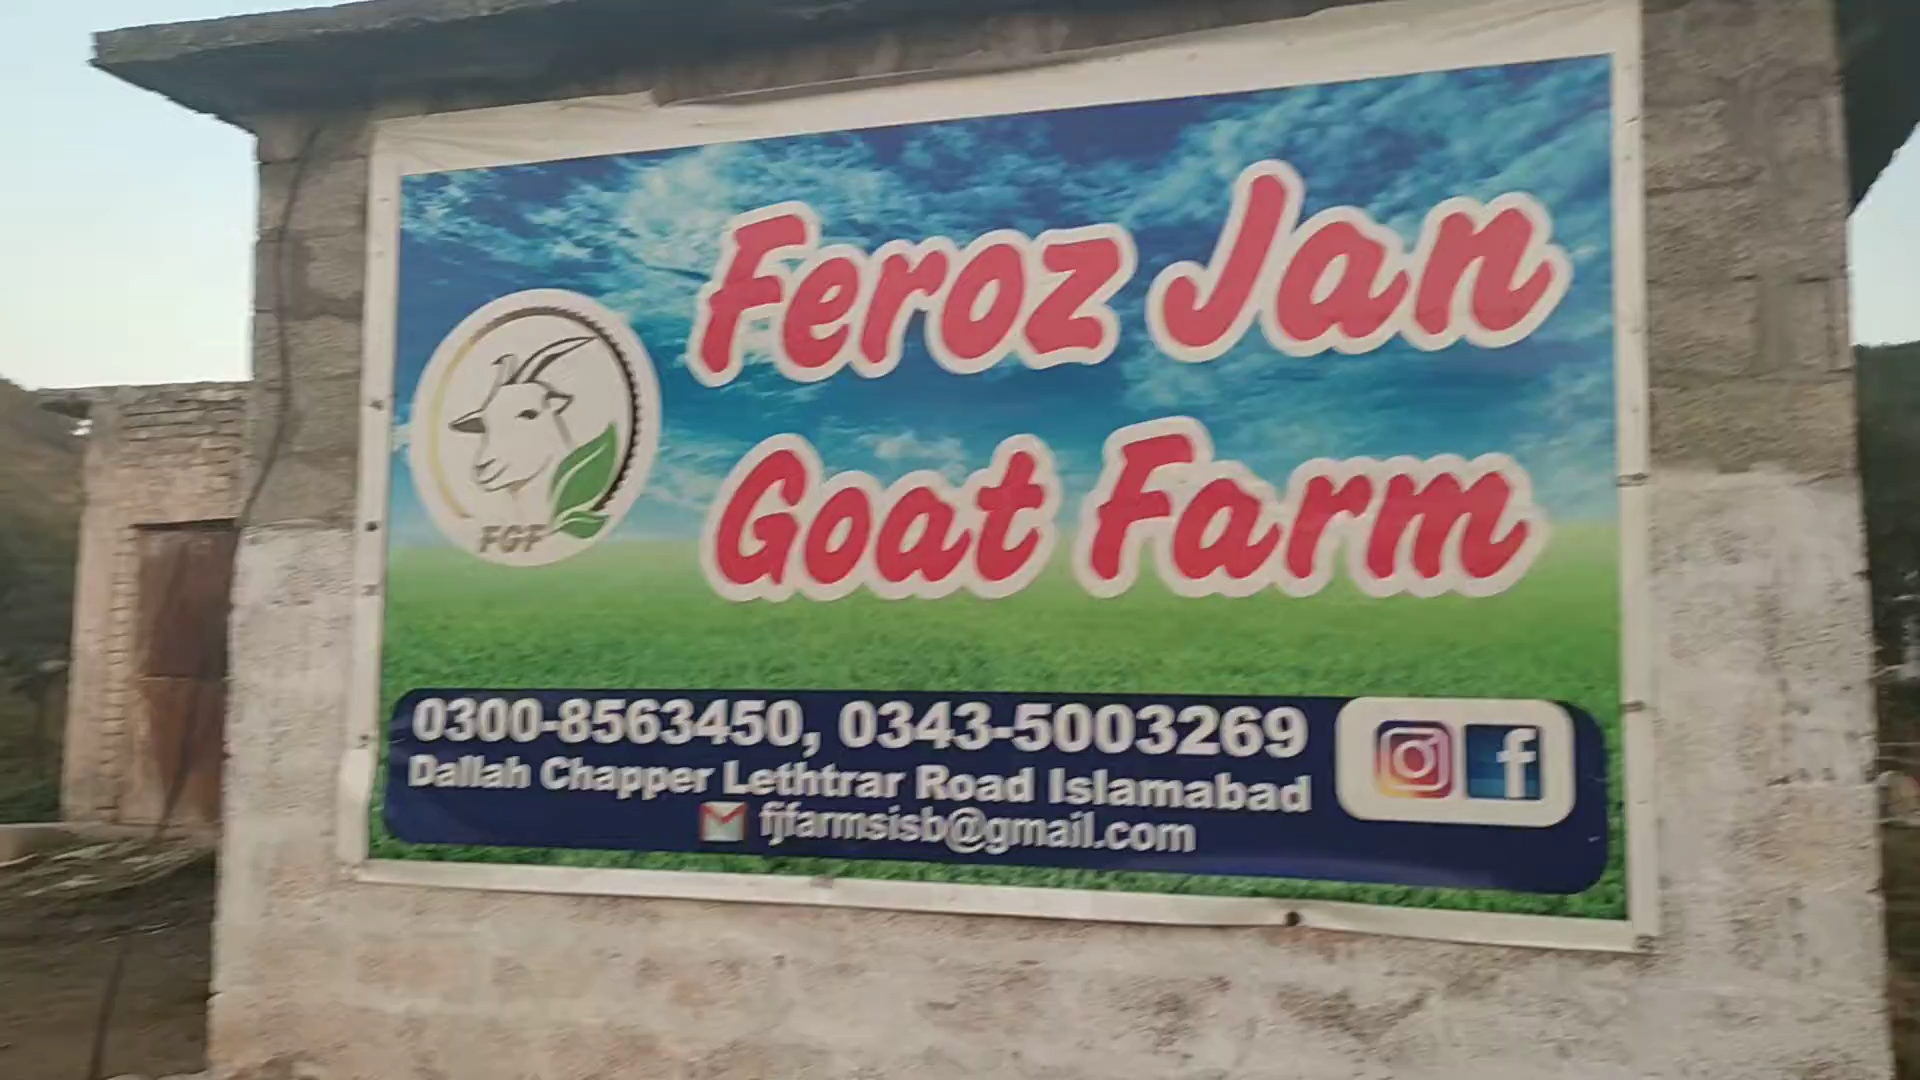 Feroz Jan
Goat Farm
FGF
0300-8563450, 0343-5003269
Dallah Chapper Lethtrar Road Islamabad
fjfarmsisb@gmail.com